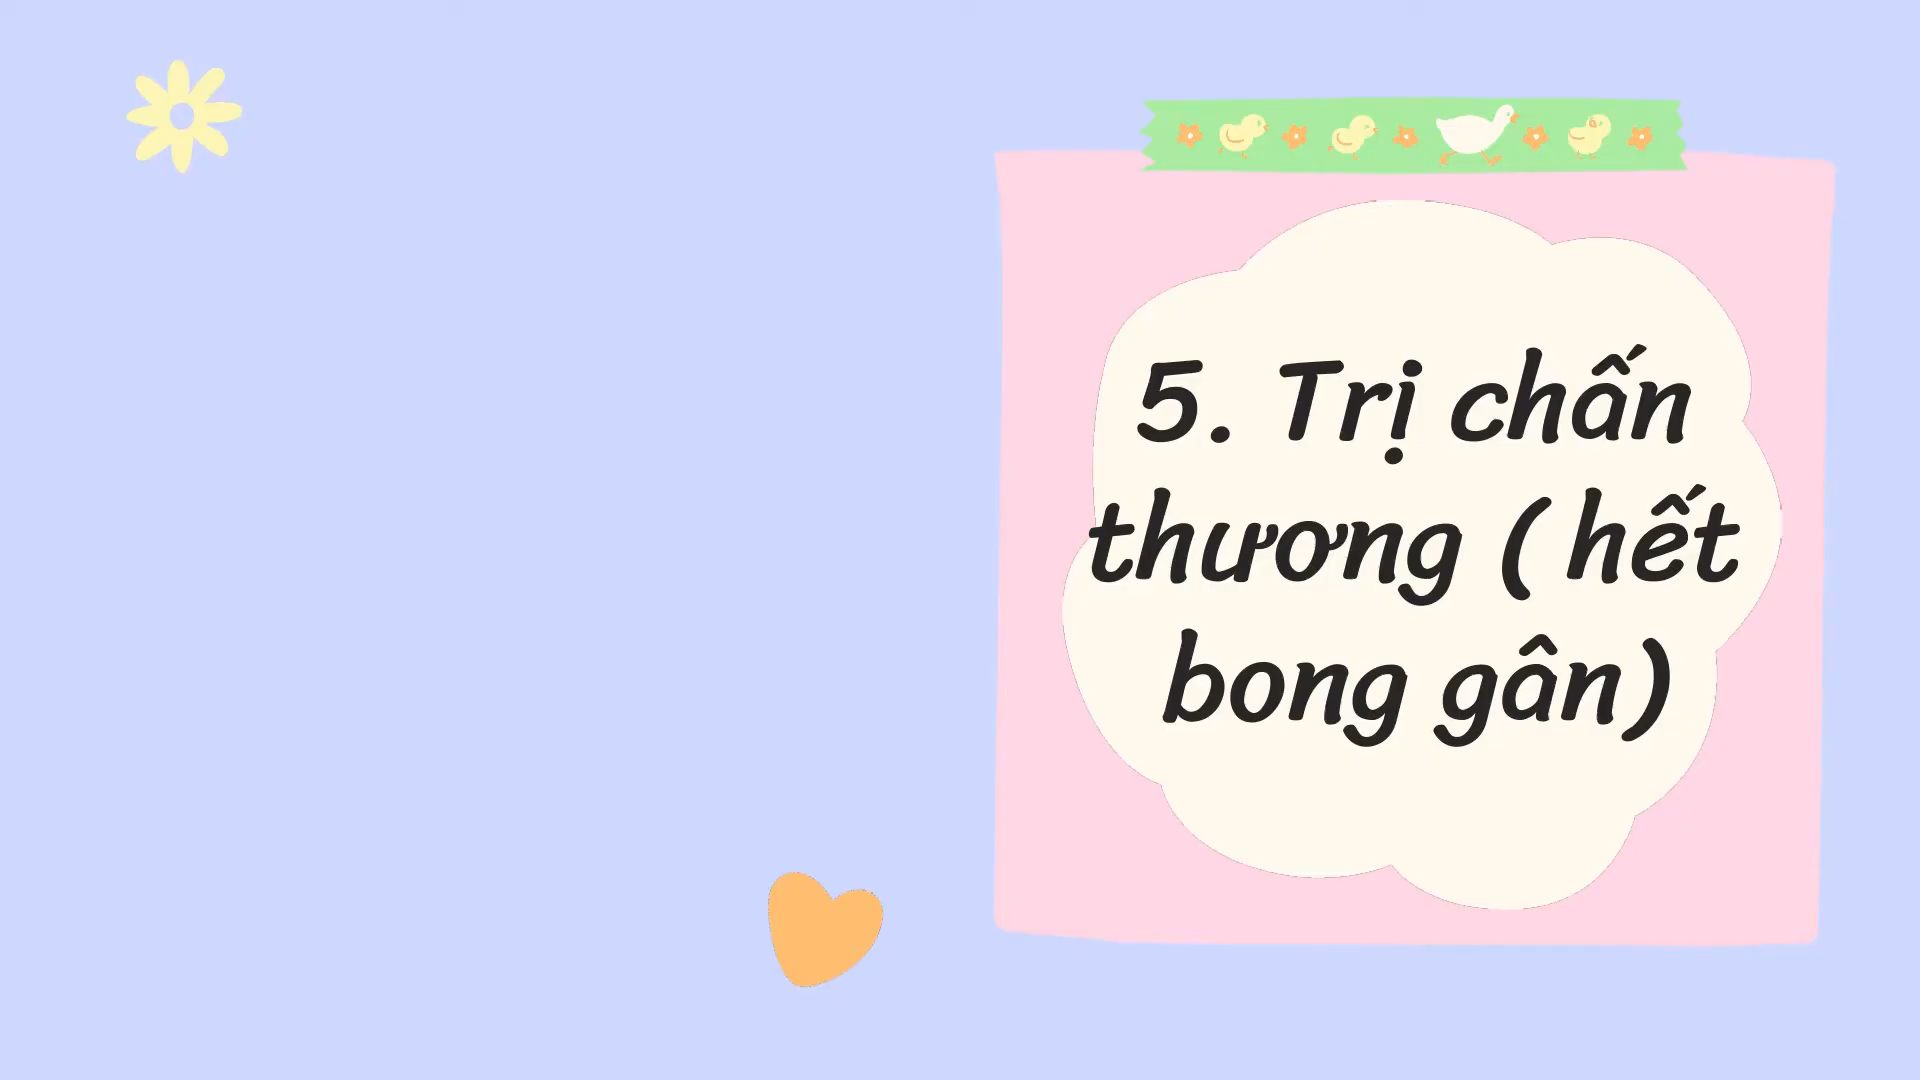 5. Trị chấn
thương ( hết
bong gân)